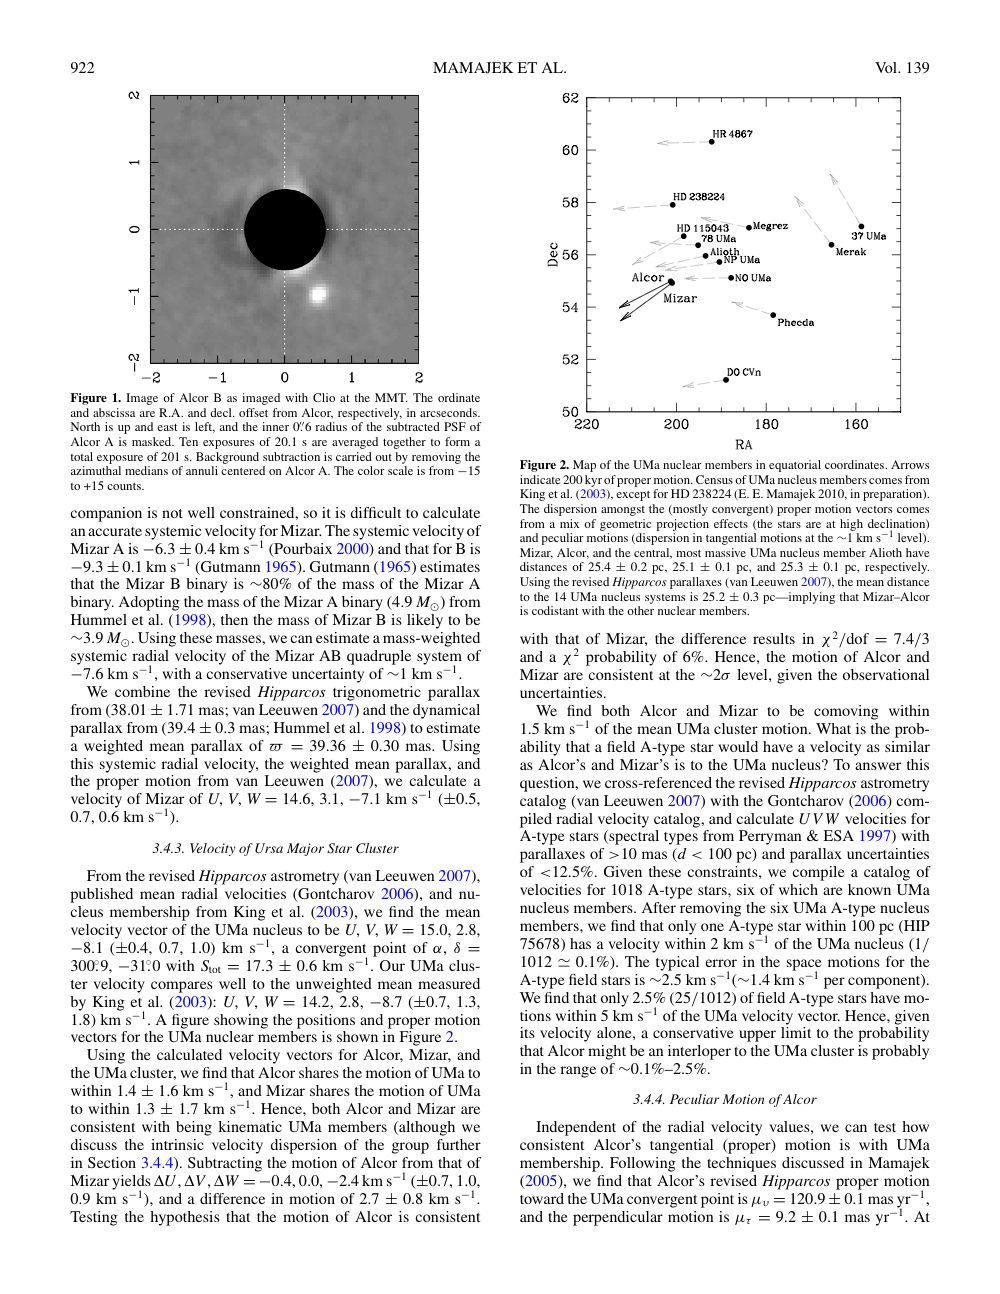 922
MAMAJEK ET AL.
Vol. 139
2
1
0
−1
−2
−2
−1
0
1
2
Figure 1. Image of Alcor B as imaged with Clio at the MMT. The ordinate
and abscissa are R.A. and decl. offset from Alcor, respectively, in arcseconds.
North is up and east is left, and the inner 0.″6 radius of the subtracted PSF of
Alcor A is masked. Ten exposures of 20.1 s are averaged together to form a
total exposure of 201 s. Background subtraction is carried out by removing the
azimuthal medians of annuli centered on Alcor A. The color scale is from −15
to +15 counts.
companion is not well constrained, so it is difficult to calculate
an accurate systemic velocity for Mizar. The systemic velocity of
Mizar A is −6.3 ± 0.4 km s⁻¹ (Pourbaix 2000) and that for B is
−9.3 ± 0.1 km s⁻¹ (Gutmann 1965). Gutmann (1965) estimates
that the Mizar B binary is ∼80% of the mass of the Mizar A
binary. Adopting the mass of the Mizar A binary (4.9 M⊙) from
Hummel et al. (1998), then the mass of Mizar B is likely to be
∼3.9 M⊙. Using these masses, we can estimate a mass-weighted
systemic radial velocity of the Mizar AB quadruple system of
−7.6 km s⁻¹, with a conservative uncertainty of ∼1 km s⁻¹.
We combine the revised Hipparcos trigonometric parallax
from (38.01 ± 1.71 mas; van Leeuwen 2007) and the dynamical
parallax from (39.4 ± 0.3 mas; Hummel et al. 1998) to estimate
a weighted mean parallax of ϖ = 39.36 ± 0.30 mas. Using
this systemic radial velocity, the weighted mean parallax, and
the proper motion from van Leeuwen (2007), we calculate a
velocity of Mizar of U, V, W = 14.6, 3.1, −7.1 km s⁻¹ (±0.5,
0.7, 0.6 km s⁻¹).
3.4.3. Velocity of Ursa Major Star Cluster
From the revised Hipparcos astrometry (van Leeuwen 2007),
published mean radial velocities (Gontcharov 2006), and nu-
cleus membership from King et al. (2003), we find the mean
velocity vector of the UMa nucleus to be U, V, W = 15.0, 2.8,
−8.1 (±0.4, 0.7, 1.0) km s⁻¹, a convergent point of α, δ =
300.°9, −31.°0 with Stot = 17.3 ± 0.6 km s⁻¹. Our UMa clus-
ter velocity compares well to the unweighted mean measured
by King et al. (2003): U, V, W = 14.2, 2.8, −8.7 (±0.7, 1.3,
1.8) km s⁻¹. A figure showing the positions and proper motion
vectors for the UMa nuclear members is shown in Figure 2.
Using the calculated velocity vectors for Alcor, Mizar, and
the UMa cluster, we find that Alcor shares the motion of UMa to
within 1.4 ± 1.6 km s⁻¹, and Mizar shares the motion of UMa
to within 1.3 ± 1.7 km s⁻¹. Hence, both Alcor and Mizar are
consistent with being kinematic UMa members (although we
discuss the intrinsic velocity dispersion of the group further
in Section 3.4.4). Subtracting the motion of Alcor from that of
Mizar yields ΔU, ΔV, ΔW = −0.4, 0.0, −2.4 km s⁻¹ (±0.7, 1.0,
0.9 km s⁻¹), and a difference in motion of 2.7 ± 0.8 km s⁻¹.
Testing the hypothesis that the motion of Alcor is consistent
62
60
58
56
54
52
50
Dec
220
200
180
160
RA
HR 4867
HD 238224
HD 115043
Megrez
78 UMa
37 UMa
Alioth
Merak
NP UMa
Alcor
NO UMa
Mizar
Phecda
DO CVn
Figure 2. Map of the UMa nuclear members in equatorial coordinates. Arrows
indicate 200 kyr of proper motion. Census of UMa nucleus members comes from
King et al. (2003), except for HD 238224 (E. E. Mamajek 2010, in preparation).
The dispersion amongst the (mostly convergent) proper motion vectors comes
from a mix of geometric projection effects (the stars are at high declination)
and peculiar motions (dispersion in tangential motions at the ∼1 km s⁻¹ level).
Mizar, Alcor, and the central, most massive UMa nucleus member Alioth have
distances of 25.4 ± 0.2 pc, 25.1 ± 0.1 pc, and 25.3 ± 0.1 pc, respectively.
Using the revised Hipparcos parallaxes (van Leeuwen 2007), the mean distance
to the 14 UMa nucleus systems is 25.2 ± 0.3 pc—implying that Mizar–Alcor
is codistant with the other nuclear members.
with that of Mizar, the difference results in χ²/dof = 7.4/3
and a χ² probability of 6%. Hence, the motion of Alcor and
Mizar are consistent at the ∼2σ level, given the observational
uncertainties.
We find both Alcor and Mizar to be comoving within
1.5 km s⁻¹ of the mean UMa cluster motion. What is the prob-
ability that a field A-type star would have a velocity as similar
as Alcor's and Mizar's is to the UMa nucleus? To answer this
question, we cross-referenced the revised Hipparcos astrometry
catalog (van Leeuwen 2007) with the Gontcharov (2006) com-
piled radial velocity catalog, and calculate UVW velocities for
A-type stars (spectral types from Perryman & ESA 1997) with
parallaxes of >10 mas (d < 100 pc) and parallax uncertainties
of <12.5%. Given these constraints, we compile a catalog of
velocities for 1018 A-type stars, six of which are known UMa
nucleus members. After removing the six UMa A-type nucleus
members, we find that only one A-type star within 100 pc (HIP
75678) has a velocity within 2 km s⁻¹ of the UMa nucleus (1/
1012 ≃ 0.1%). The typical error in the space motions for the
A-type field stars is ∼2.5 km s⁻¹(∼1.4 km s⁻¹ per component).
We find that only 2.5% (25/1012) of field A-type stars have mo-
tions within 5 km s⁻¹ of the UMa velocity vector. Hence, given
its velocity alone, a conservative upper limit to the probability
that Alcor might be an interloper to the UMa cluster is probably
in the range of ∼0.1%–2.5%.
3.4.4. Peculiar Motion of Alcor
Independent of the radial velocity values, we can test how
consistent Alcor's tangential (proper) motion is with UMa
membership. Following the techniques discussed in Mamajek
(2005), we find that Alcor's revised Hipparcos proper motion
toward the UMa convergent point is μυ = 120.9 ± 0.1 mas yr⁻¹,
and the perpendicular motion is μτ = 9.2 ± 0.1 mas yr⁻¹. At